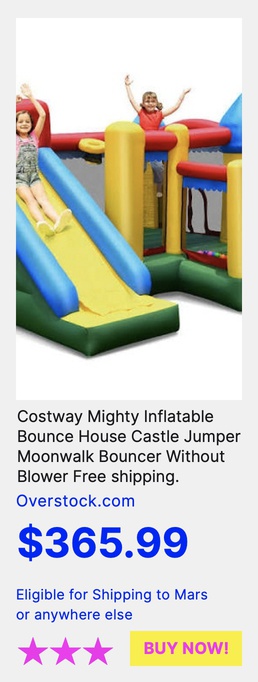 Costway Mighty Inflatable
Bounce House Castle Jumper
Moonwalk Bouncer Without
Blower Free shipping.
Overstock.com
$365.99
Eligible for Shipping to Mars
or anywhere else
BUY NOW!